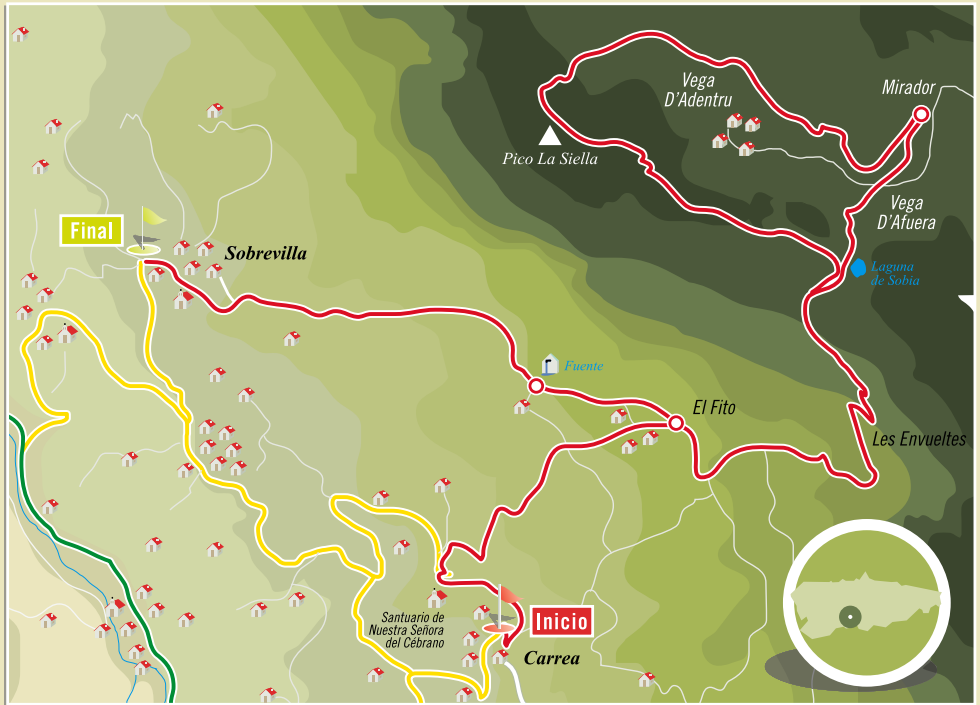 Vega
D'Adentru
Mirador
Pico La Siella
Vega
D'Afuera
Final
Sobrevilla
Laguna
de Sobia
Fuente
El Fito
Les Envueltes
Santuario de
Nuestra Señora
del Cébrano
Inicio
Carrea